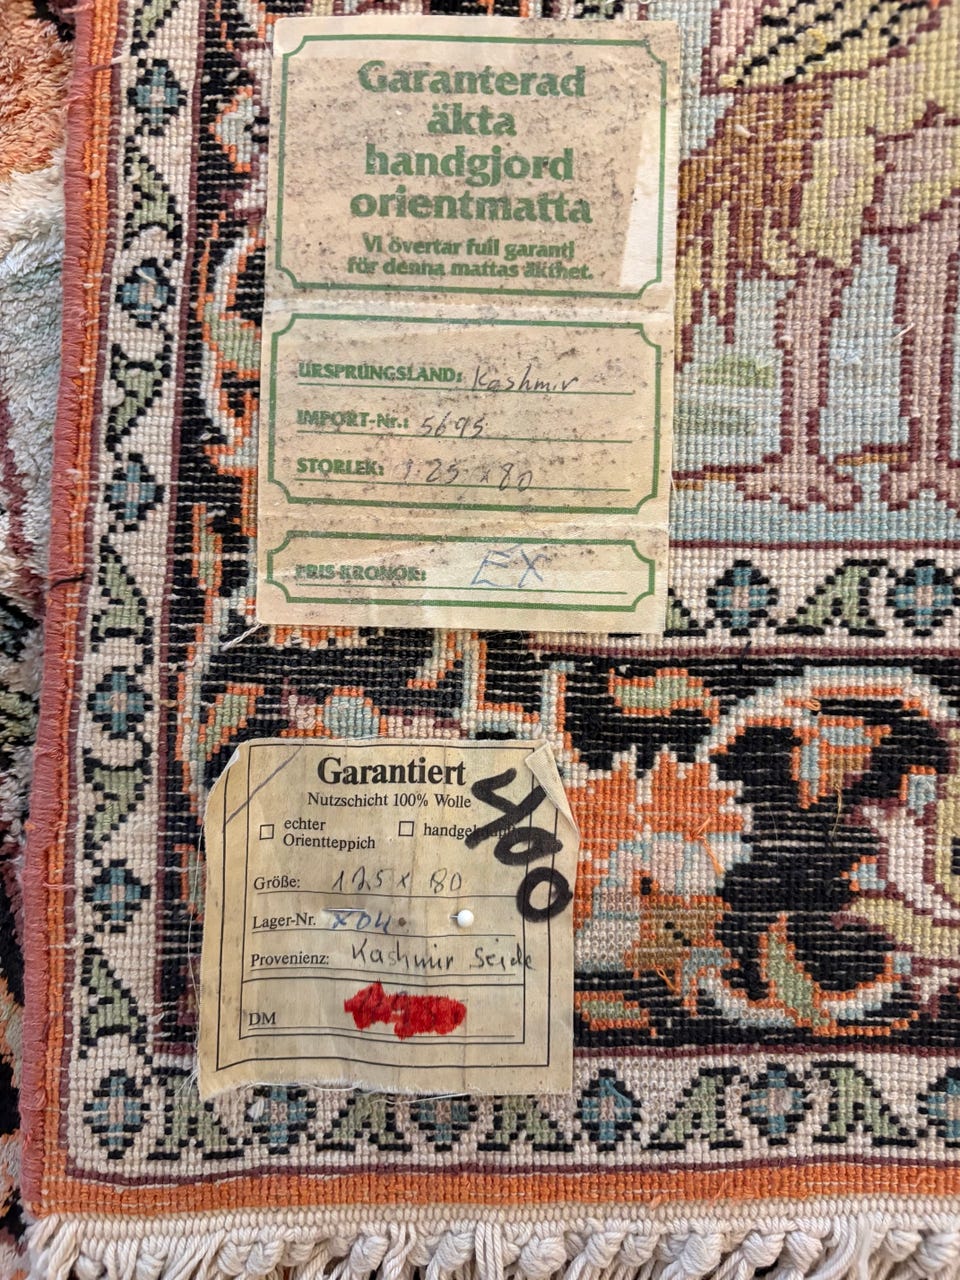 Garanterad
äkta
handgjord
orientmatta
Vi övertar full garanti
för denna mattas äkthet.
URSPRUNGSLAND: Kashmir
IMPORT-Nr.: 5695
STORLEK: 1.25 x 80
PRIS-KRONOR: EX
Garantiert
Nutzschicht 100% Wolle
400
echter
Orientteppich
Größe: 125 x 80
Lager-Nr.
Provenienz: Kashmir Seide
DM